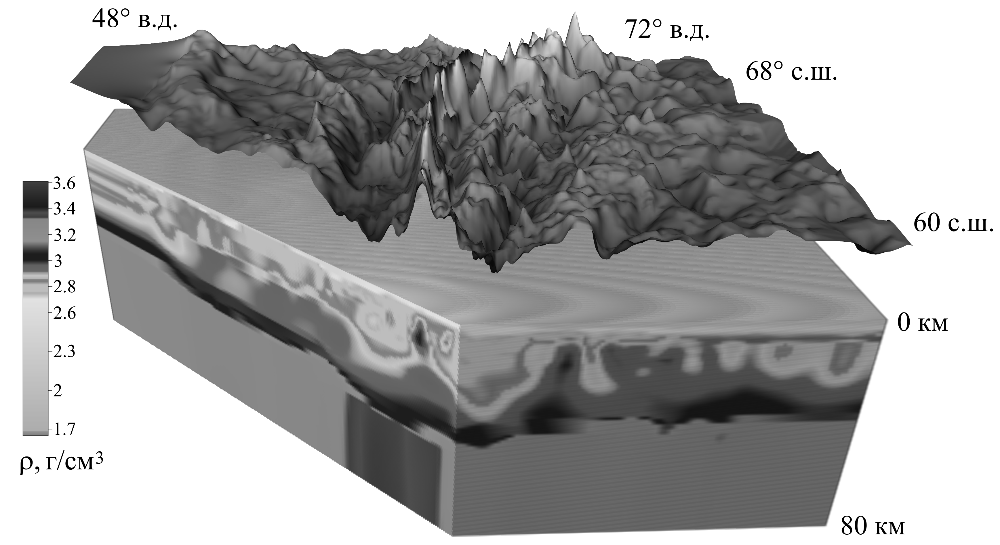 48° в.д.
72° в.д.
68° с.ш.
60 с.ш.
3.6
3.4
3.2
3
2.8
2.6
2.3
2
1.7
ρ, г/см³
0 км
80 км